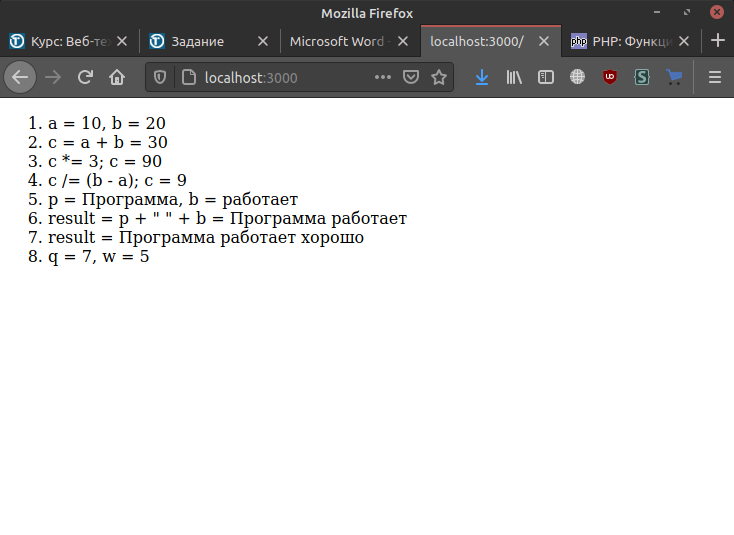 Mozilla Firefox
Курс: Веб-те
Задание
Microsoft Word
localhost:3000/
php PHP: Функци
localhost:3000
1. a = 10, b = 20
2. c = a + b = 30
3. c *= 3; c = 90
4. c /= (b - a); c = 9
5. p = Программа, b = работает
6. result = p + " " + b = Программа работает
7. result = Программа работает хорошо
8. q = 7, w = 5